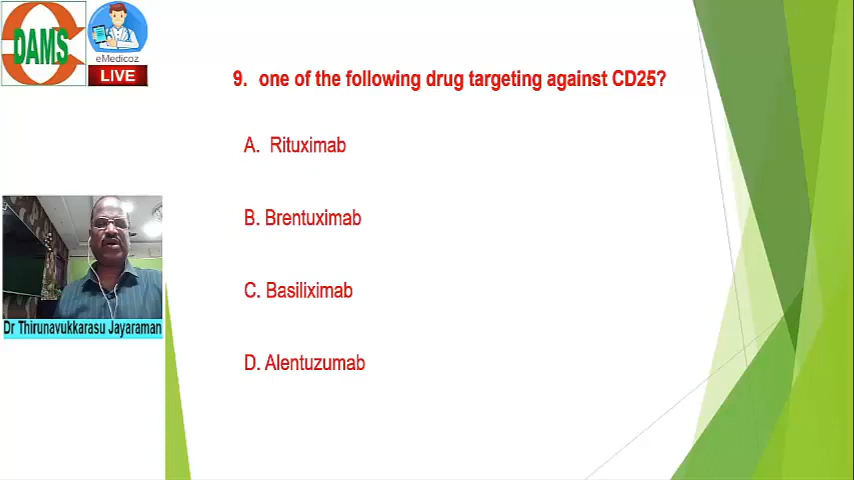 DAMS
eMedicoz
LIVE
9. one of the following drug targeting against CD25?
A. Rituximab
B. Brentuximab
C. Basiliximab
D. Alentuzumab
Dr Thirunavukkarasu Jayaraman